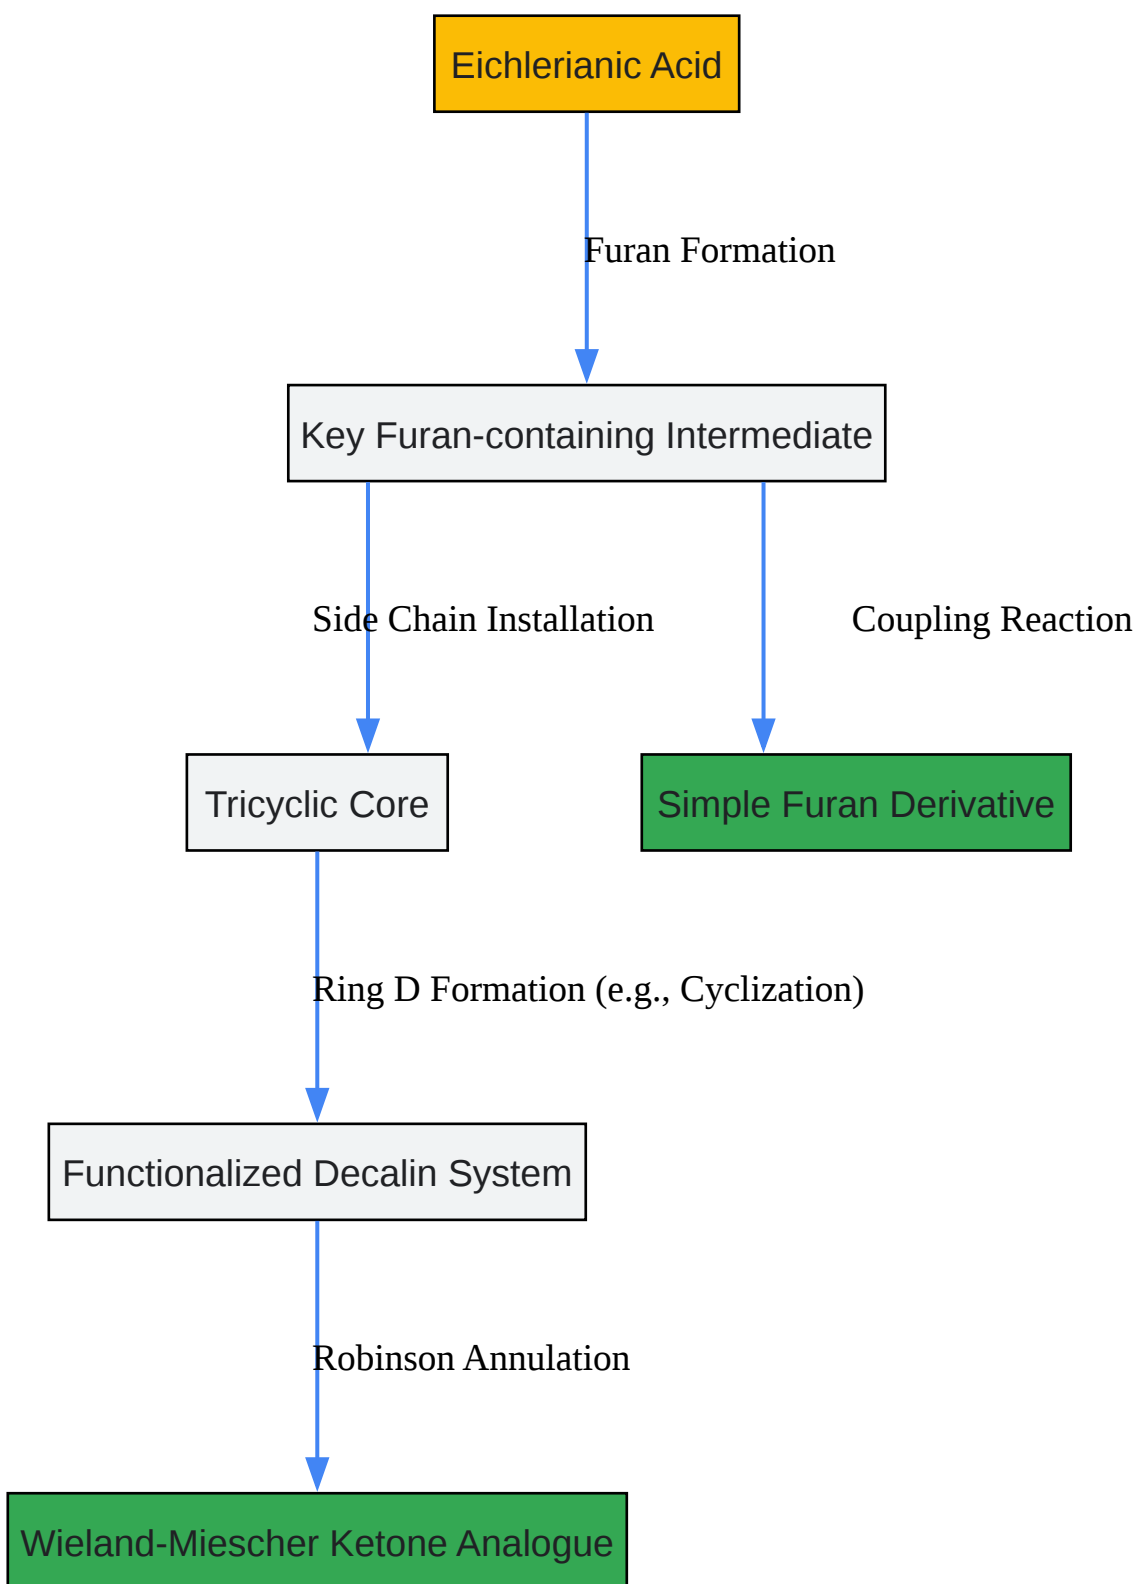 Eichlerianic Acid
Furan Formation
Key Furan-containing Intermediate
Side Chain Installation
Coupling Reaction
Tricyclic Core
Simple Furan Derivative
Ring D Formation (e.g., Cyclization)
Functionalized Decalin System
Robinson Annulation
Wieland-Miescher Ketone Analogue